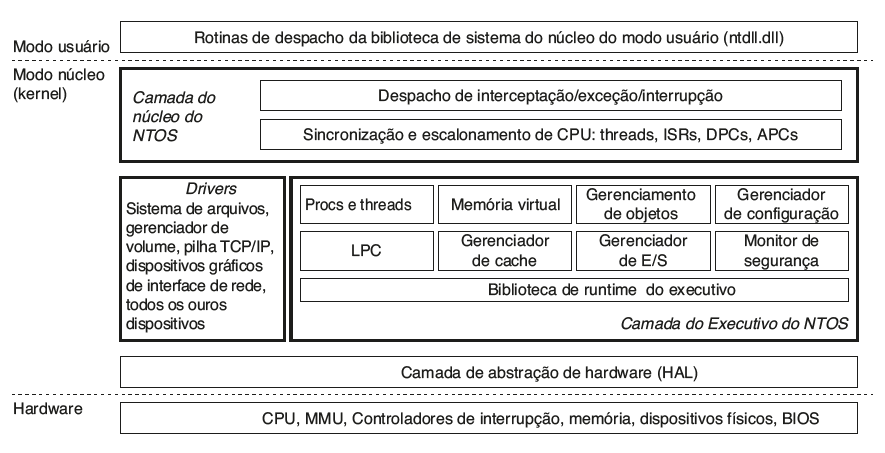 Modo usuário
Rotinas de despacho da biblioteca de sistema do núcleo do modo usuário (ntdll.dll)
Modo núcleo
(kernel)
Camada do
núcleo do
NTOS
Despacho de interceptação/exceção/interrupção
Sincronização e escalonamento de CPU: threads, ISRs, DPCs, APCs
Drivers
Sistema de arquivos,
gerenciador de
volume, pilha TCP/IP,
dispositivos gráficos
de interface de rede,
todos os ouros
dispositivos
Procs e threads
Memória virtual
Gerenciamento
de objetos
Gerenciador
de configuração
LPC
Gerenciador
de cache
Gerenciador
de E/S
Monitor de
segurança
Biblioteca de runtime do executivo
Camada do Executivo do NTOS
Camada de abstração de hardware (HAL)
Hardware
CPU, MMU, Controladores de interrupção, memória, dispositivos físicos, BIOS